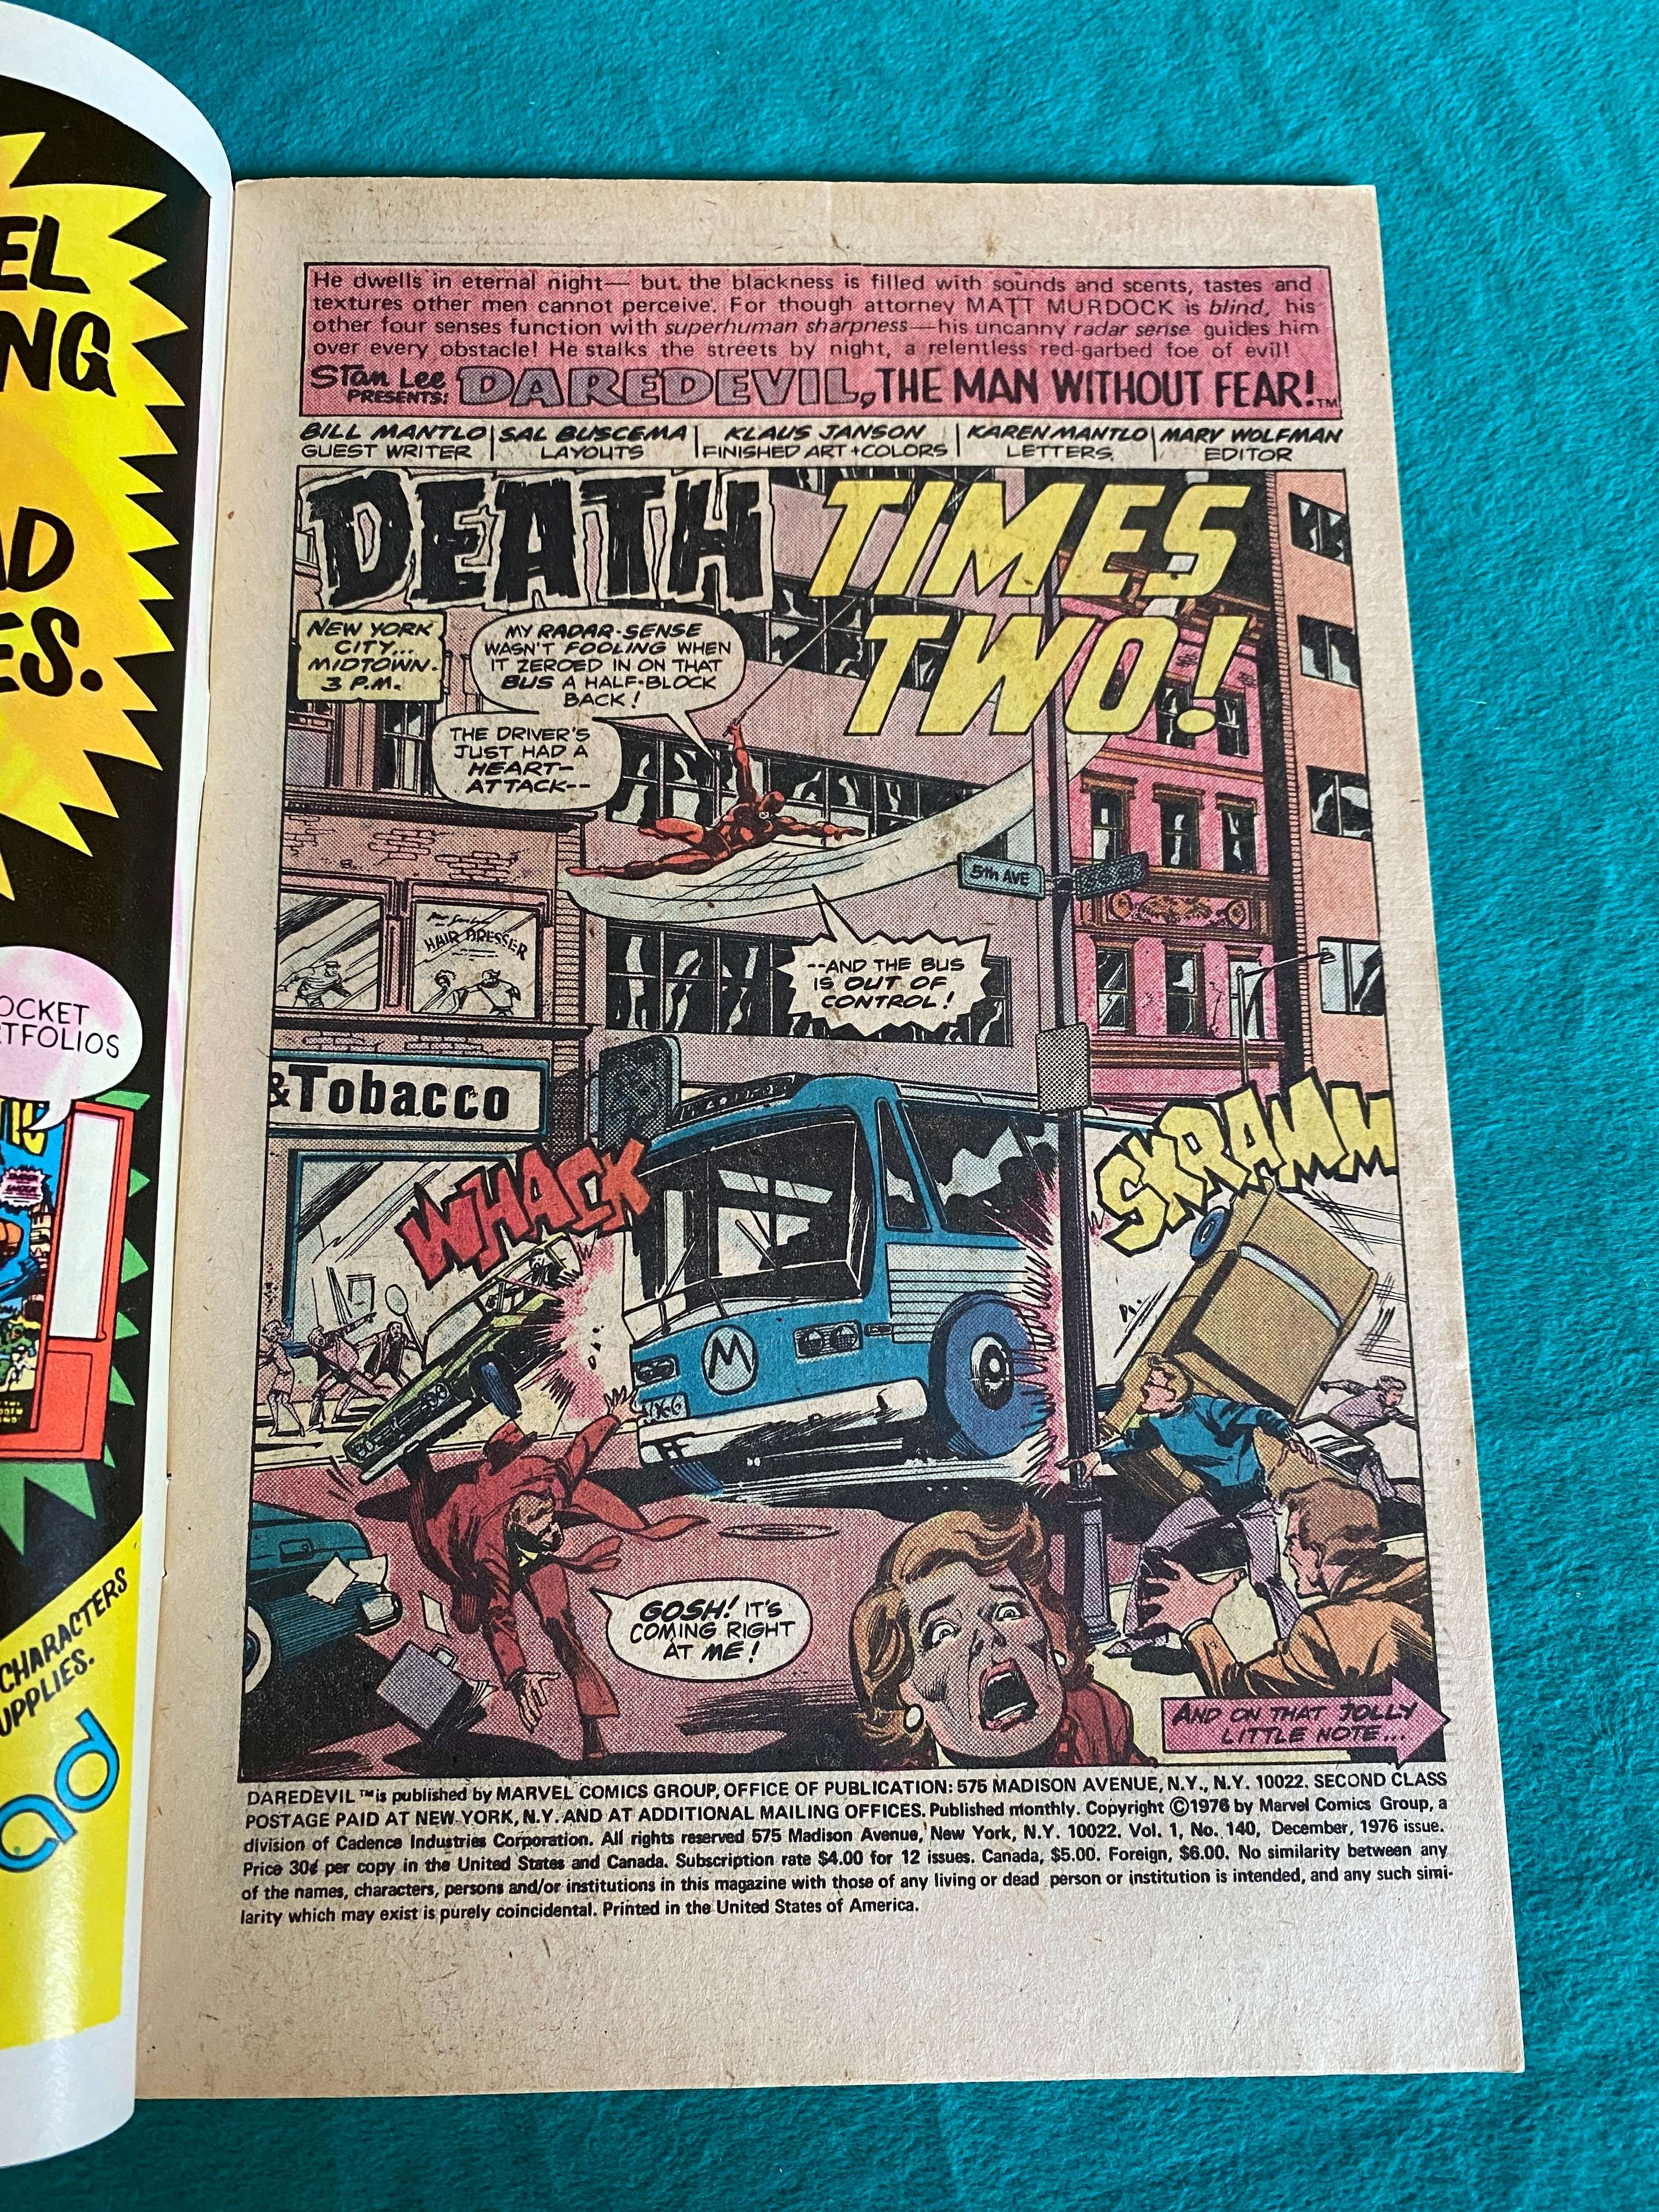 He dwells in eternal night— but the blackness is filled with sounds and scents, tastes and
textures other men cannot perceive. For though attorney MATT MURDOCK is blind, his
other four senses function with superhuman sharpness—his uncanny radar sense guides him
over every obstacle! He stalks the streets by night, a relentless red-garbed foe of evil!
Stan Lee
PRESENTS:
DAREDEVIL, THE MAN WITHOUT FEAR!™
BILL MANTLO
GUEST WRITER
SAL BUSCEMA
LAYOUTS
KLAUS JANSON
FINISHED ART + COLORS
KAREN MANTLO
LETTERS
MARV WOLFMAN
EDITOR
DEATH TIMES
TWO!
NEW YORK
CITY...
MIDTOWN.
3 P.M.
MY RADAR-SENSE
WASN'T FOOLING WHEN
IT ZEROED IN ON THAT
BUS A HALF-BLOCK
BACK!
THE DRIVER'S
JUST HAD A
HEART-
ATTACK--
5th AVE
--AND THE BUS
IS OUT OF
CONTROL!
HAIR DRESSER
&Tobacco
WHACK
SKRAMM
M
GOSH! IT'S
COMING RIGHT
AT ME!
AND ON THAT JOLLY
LITTLE NOTE...
DAREDEVIL ™ is published by MARVEL COMICS GROUP, OFFICE OF PUBLICATION: 575 MADISON AVENUE, N.Y., N.Y. 10022. SECOND CLASS
POSTAGE PAID AT NEW YORK, N.Y. AND AT ADDITIONAL MAILING OFFICES. Published monthly. Copyright ©1976 by Marvel Comics Group, a
division of Cadence Industries Corporation. All rights reserved 575 Madison Avenue, New York, N.Y. 10022. Vol. 1, No. 140, December, 1976 issue.
Price 30¢ per copy in the United States and Canada. Subscription rate $4.00 for 12 issues. Canada, $5.00. Foreign, $6.00. No similarity between any
of the names, characters, persons and/or institutions in this magazine with those of any living or dead person or institution is intended, and any such simi-
larity which may exist is purely coincidental. Printed in the United States of America.
EL
NG
AD
ES.
OCKET
RTFOLIOS
CHARACTERS
UPPLIES.
ad